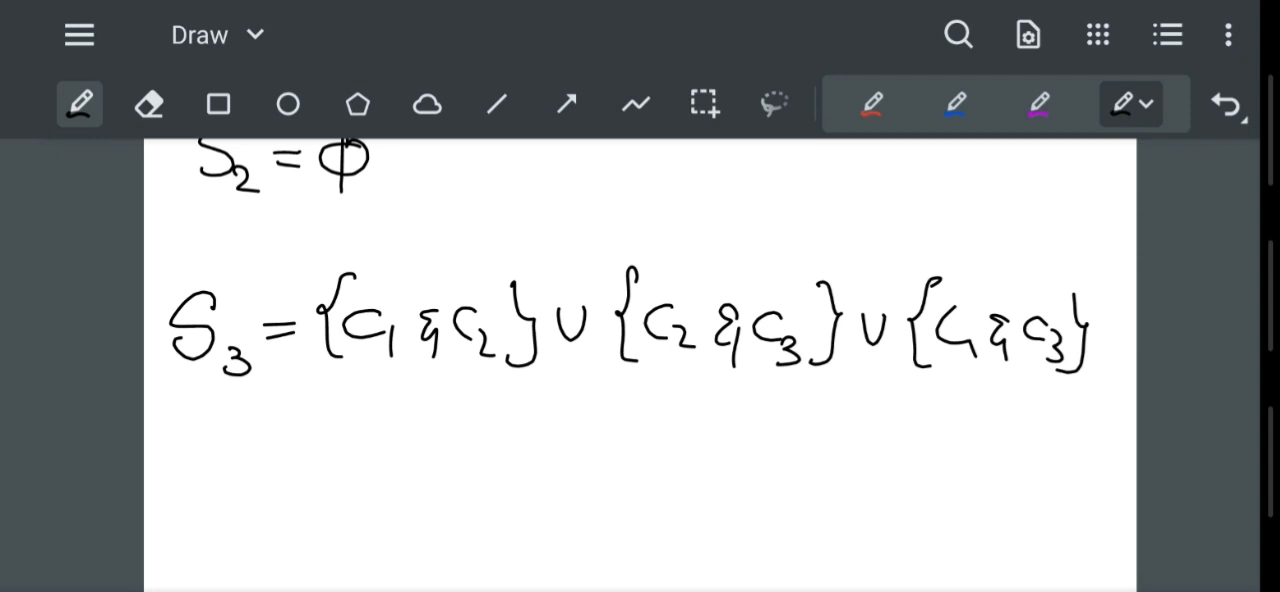 Draw
S₂ = Φ
S₃ = {C₁ & C₂} ∪ {C₂ & C₃} ∪ {C₁ & C₃}